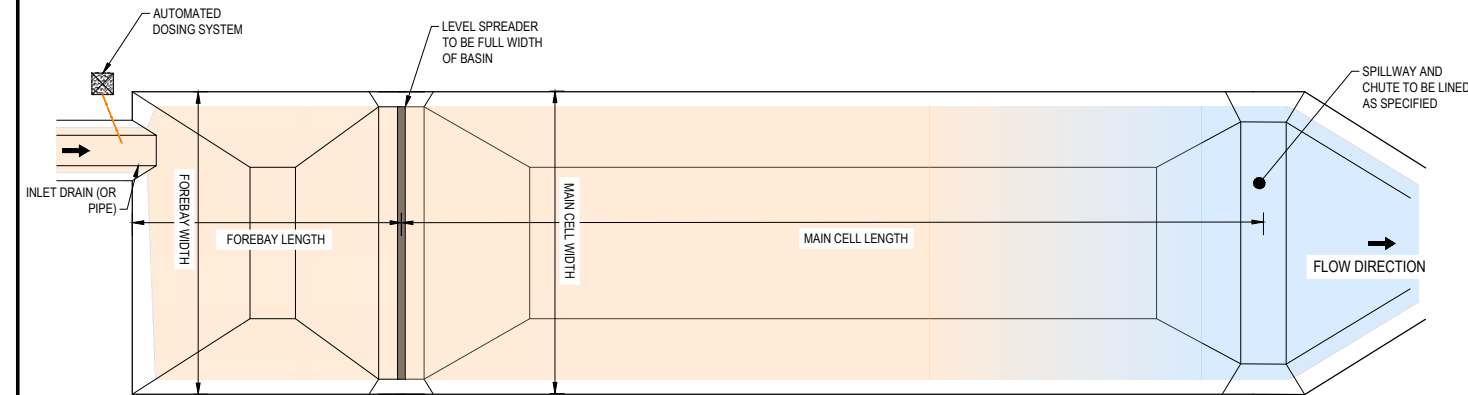 AUTOMATED
DOSING SYSTEM
LEVEL SPREADER
TO BE FULL WIDTH
OF BASIN
SPILLWAY AND
CHUTE TO BE LINED
AS SPECIFIED
INLET DRAIN (OR
PIPE)
FOREBAY WIDTH
FOREBAY LENGTH
MAIN CELL WIDTH
MAIN CELL LENGTH
FLOW DIRECTION